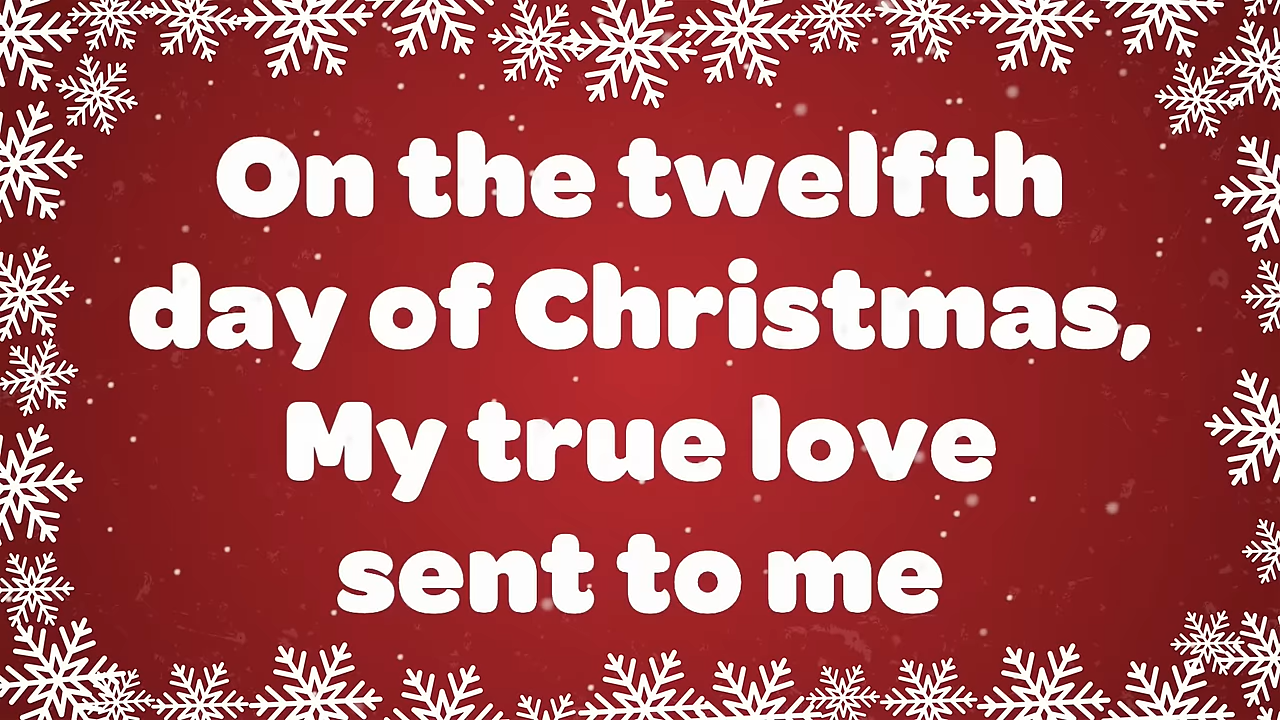 On the twelfth
day of Christmas,
My true love
sent to me